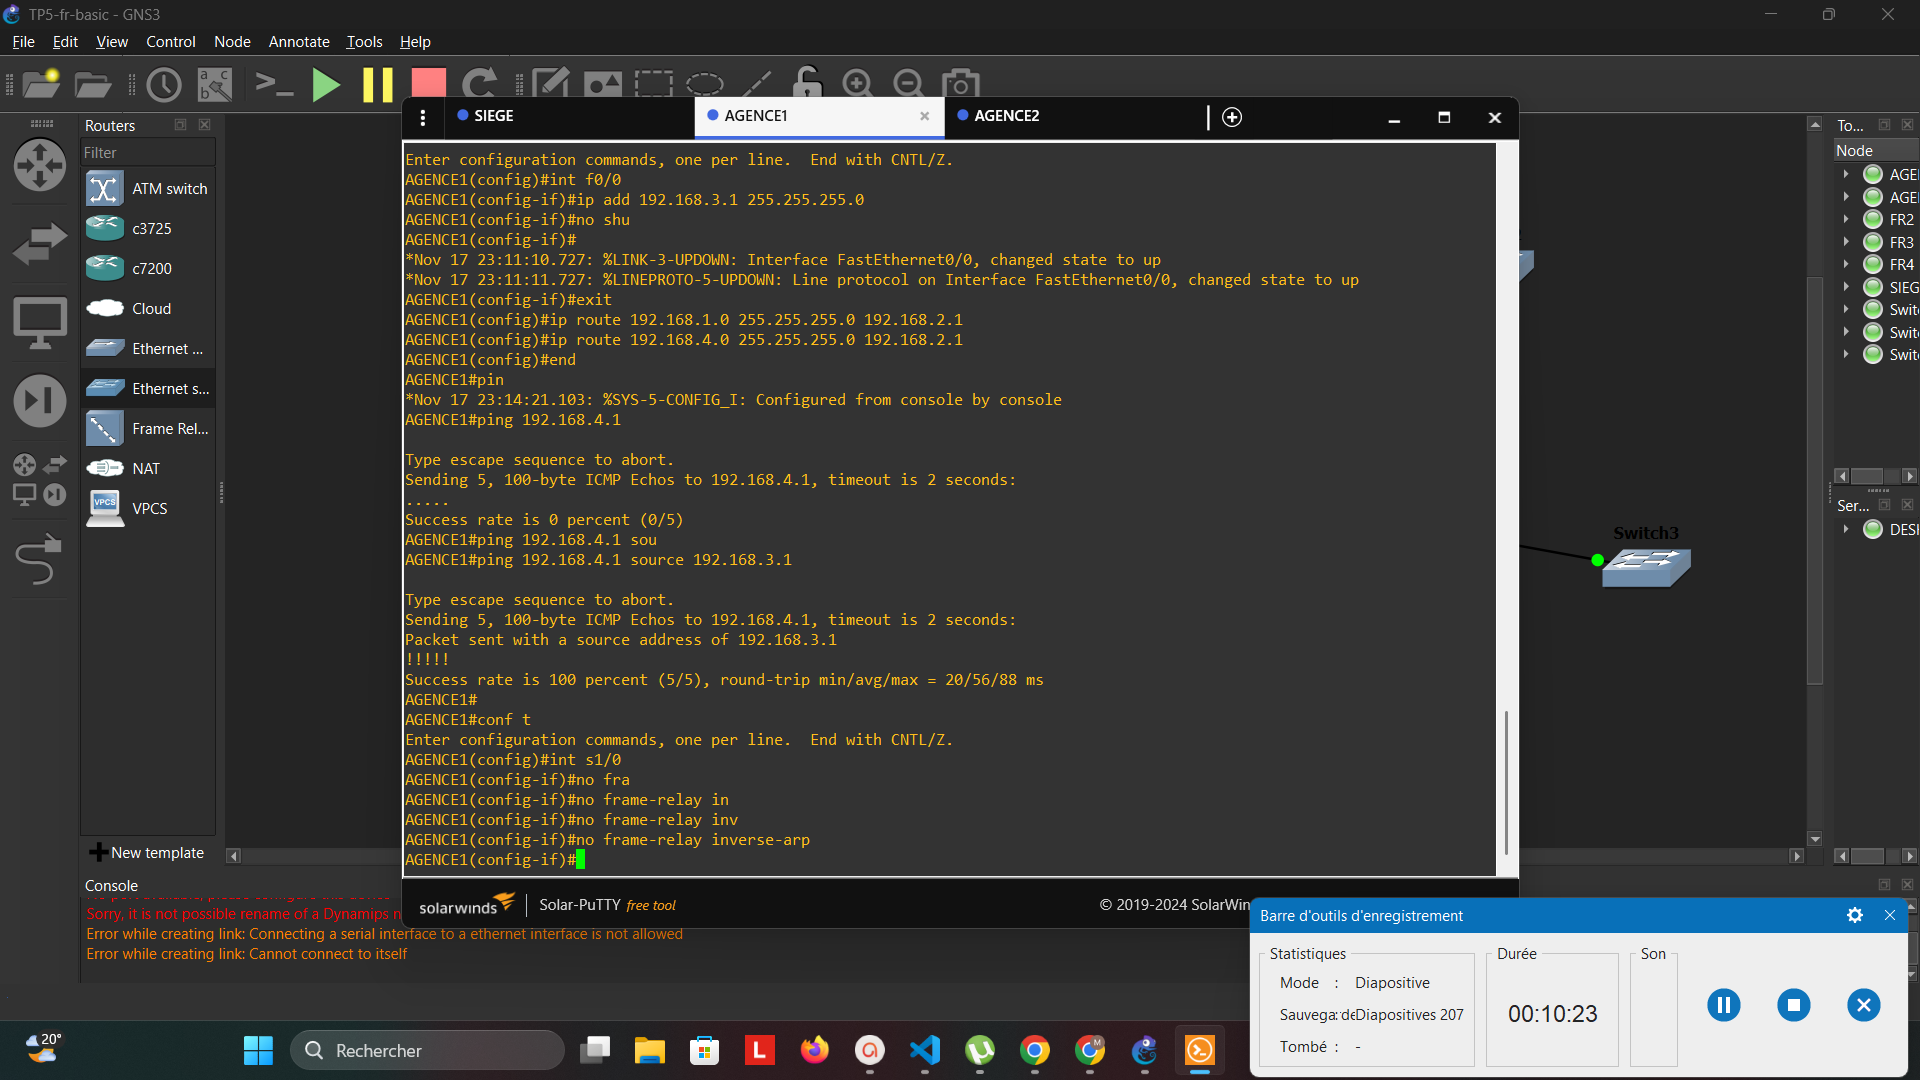 TP5-fr-basic - GNS3
File Edit View Control Node Annotate Tools Help
SIEGE
AGENCE1
AGENCE2
Routers
Filter
ATM switch
c3725
c7200
Cloud
Ethernet ...
Ethernet s...
Frame Rel...
NAT
VPCS
VPCS
New template
Enter configuration commands, one per line.  End with CNTL/Z.
AGENCE1(config)#int f0/0
AGENCE1(config-if)#ip add 192.168.3.1 255.255.255.0
AGENCE1(config-if)#no shu
AGENCE1(config-if)#
*Nov 17 23:11:10.727: %LINK-3-UPDOWN: Interface FastEthernet0/0, changed state to up
*Nov 17 23:11:11.727: %LINEPROTO-5-UPDOWN: Line protocol on Interface FastEthernet0/0, changed state to up
AGENCE1(config-if)#exit
AGENCE1(config)#ip route 192.168.1.0 255.255.255.0 192.168.2.1
AGENCE1(config)#ip route 192.168.4.0 255.255.255.0 192.168.2.1
AGENCE1(config)#end
AGENCE1#pin
*Nov 17 23:14:21.103: %SYS-5-CONFIG_I: Configured from console by console
AGENCE1#ping 192.168.4.1
Type escape sequence to abort.
Sending 5, 100-byte ICMP Echos to 192.168.4.1, timeout is 2 seconds:
.....
Success rate is 0 percent (0/5)
AGENCE1#ping 192.168.4.1 sou
AGENCE1#ping 192.168.4.1 source 192.168.3.1
Type escape sequence to abort.
Sending 5, 100-byte ICMP Echos to 192.168.4.1, timeout is 2 seconds:
Packet sent with a source address of 192.168.3.1
!!!!!
Success rate is 100 percent (5/5), round-trip min/avg/max = 20/56/88 ms
AGENCE1#
AGENCE1#conf t
Enter configuration commands, one per line.  End with CNTL/Z.
AGENCE1(config)#int s1/0
AGENCE1(config-if)#no fra
AGENCE1(config-if)#no frame-relay in
AGENCE1(config-if)#no frame-relay inv
AGENCE1(config-if)#no frame-relay inverse-arp
AGENCE1(config-if)#
solarwinds Solar-PuTTY free tool
© 2019-2024 SolarWin
Switch3
To...
Node
AGE
AGE
FR2
FR3
FR4
SIEG
Swit
Swit
Swit
Ser...
DES
Console
Sorry, it is not possible rename of a Dynamips n
Error while creating link: Connecting a serial interface to a ethernet interface is not allowed
Error while creating link: Cannot connect to itself
Barre d'outils d'enregistrement
Statistiques
Mode : Diapositive
Sauvega: de Diapositives 207
Tombé : -
Durée
00:10:23
Son
20°
Rechercher